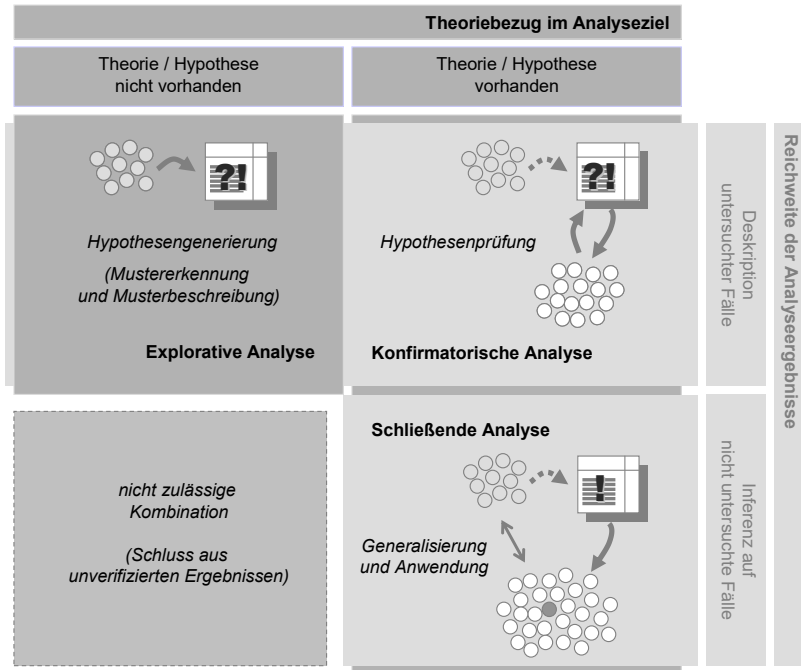 Theoriebezug im Analyseziel
Theorie / Hypothese
nicht vorhanden
Theorie / Hypothese
vorhanden
?!
Hypothesengenerierung
(Mustererkennung
und Musterbeschreibung)
Explorative Analyse
?!
Hypothesenprüfung
Konfirmatorische Analyse
Deskription
untersuchter Fälle
Reichweite der Analyseergebnisse
nicht zulässige
Kombination
(Schluss aus
unverifizierten Ergebnissen)
Schließende Analyse
!
Generalisierung
und Anwendung
Inferenz auf
nicht untersuchte Fälle